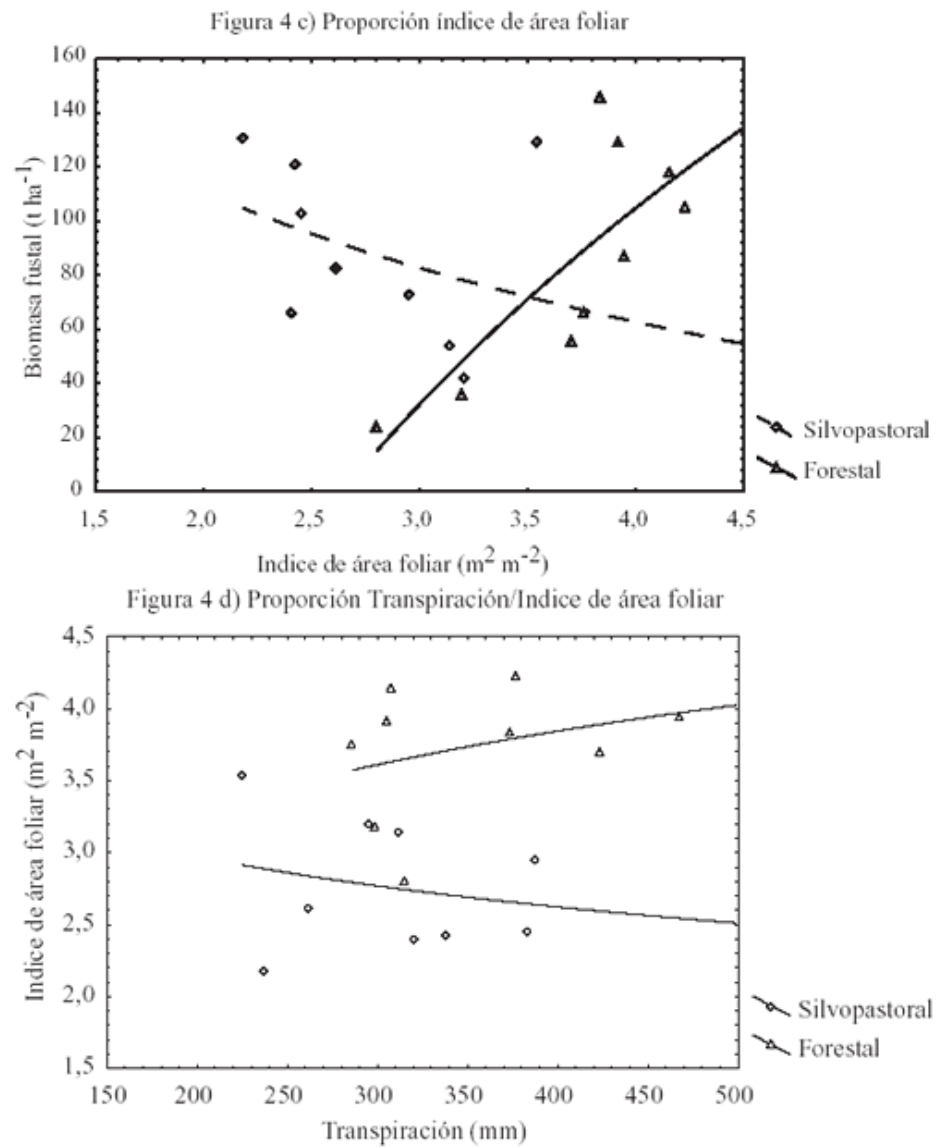 Figura 4 c) Proporción índice de área foliar
160
140
120
100
80
60
40
20
0
Biomasa fustal (t ha-1)
1,5 2,0 2,5 3,0 3,5 4,0 4,5
Indice de área foliar (m2 m-2)
Silvopastoral
Forestal
Figura 4 d) Proporción Transpiración/Indice de área foliar
4,5
4,0
3,5
3,0
2,5
2,0
1,5
Indice de área foliar (m2 m-2)
150 200 250 300 350 400 450 500
Transpiración (mm)
Silvopastoral
Forestal